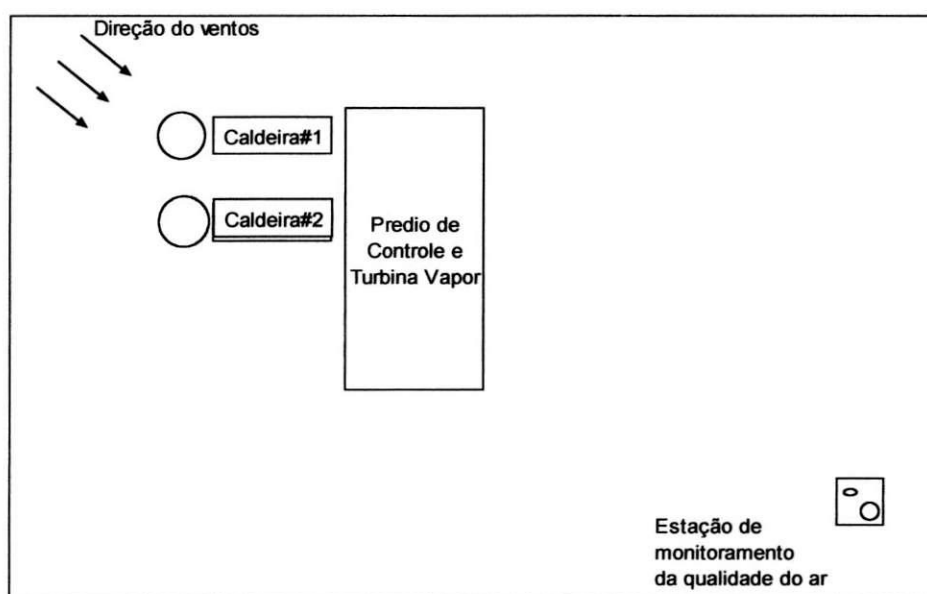 Direção do ventos
Caldeira#1
Caldeira#2
Predio de
Controle e
Turbina Vapor
Estação de
monitoramento
da qualidade do ar